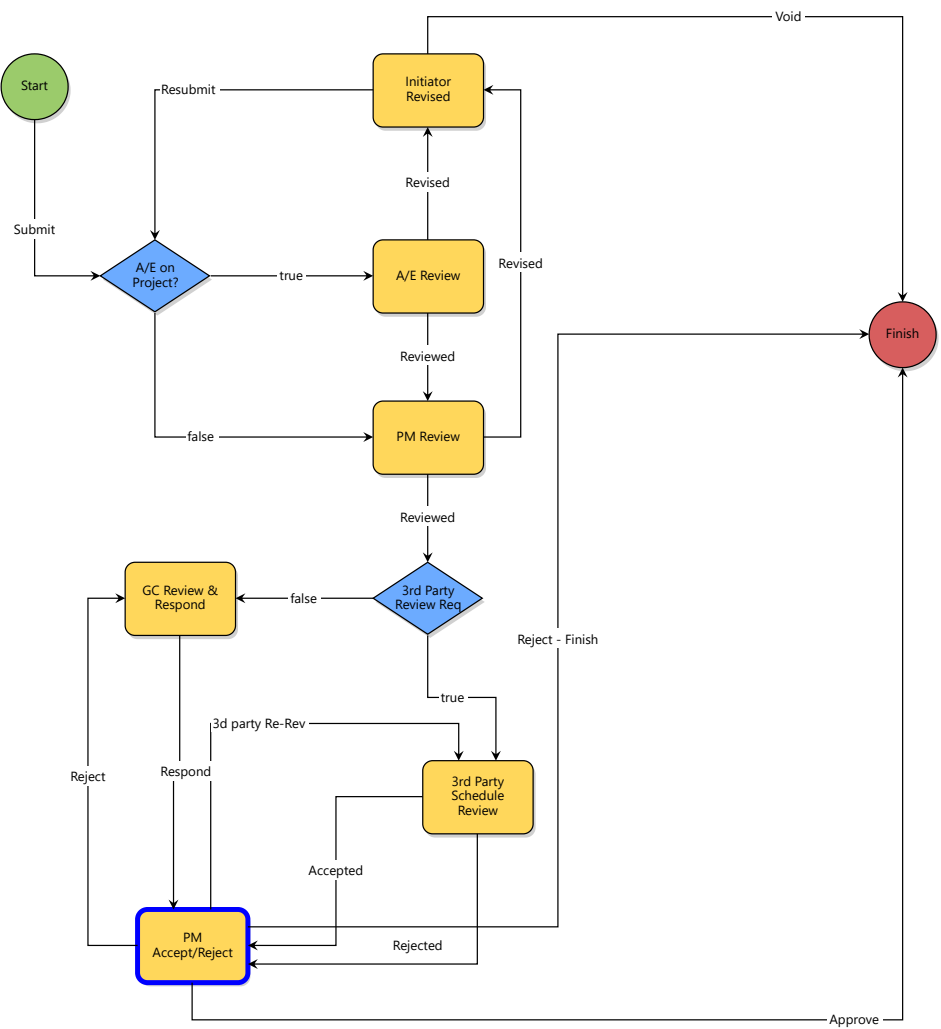 Void
Start
Initiator
Revised
Resubmit
Revised
Submit
A/E on
Project?
true
A/E Review
Revised
Finish
Reviewed
false
PM Review
Reviewed
GC Review &
Respond
false
3rd Party
Review Req
Reject - Finish
true
3d party Re-Rev
Reject
Respond
3rd Party
Schedule
Review
Accepted
PM
Accept/Reject
Rejected
Approve